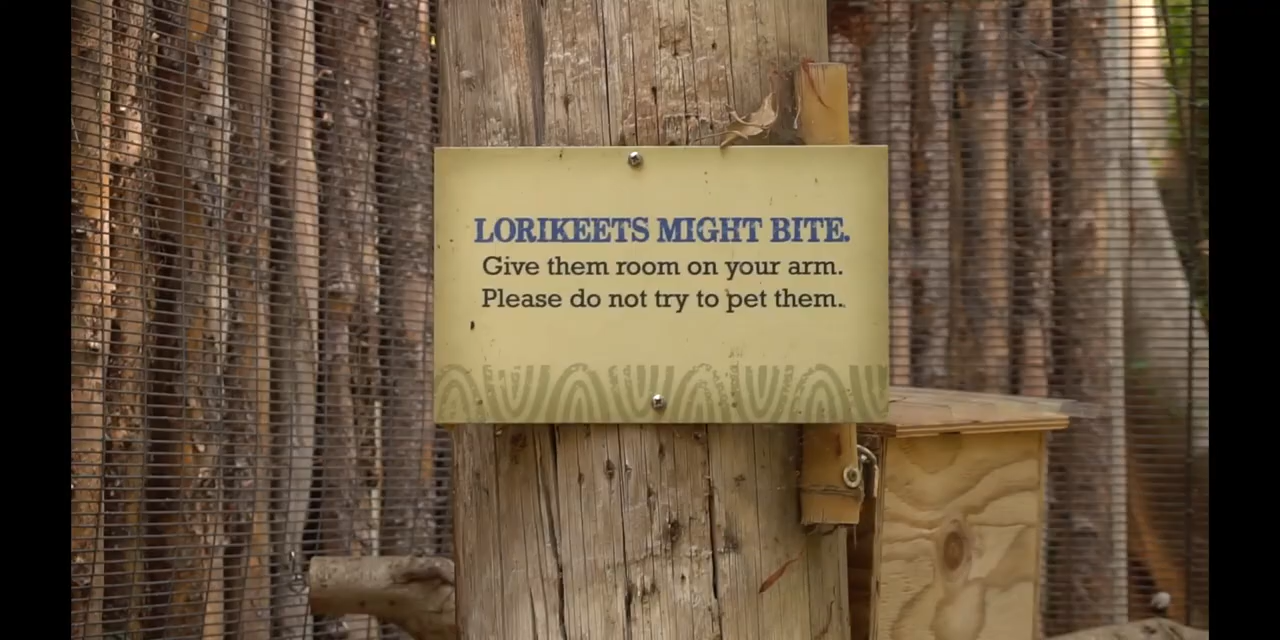 LORIKEETS MIGHT BITE.
Give them room on your arm.
Please do not try to pet them.